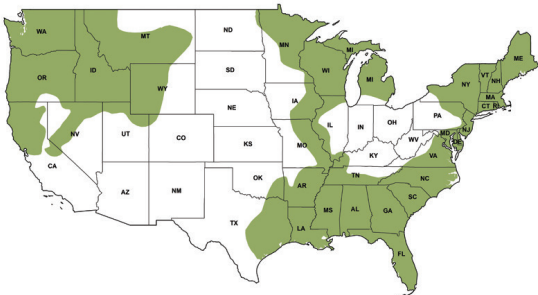 WA
MT
ND
MN
ME
OR
ID
SD
WI
MI
MI
VT
NH
NY
MA
CT
RI
WY
NE
IA
PA
NJ
NV
UT
CO
KS
MO
IL
IN
OH
WV
MD
DE
VA
CA
KY
NC
AZ
NM
OK
AR
TN
SC
TX
LA
MS
AL
GA
FL